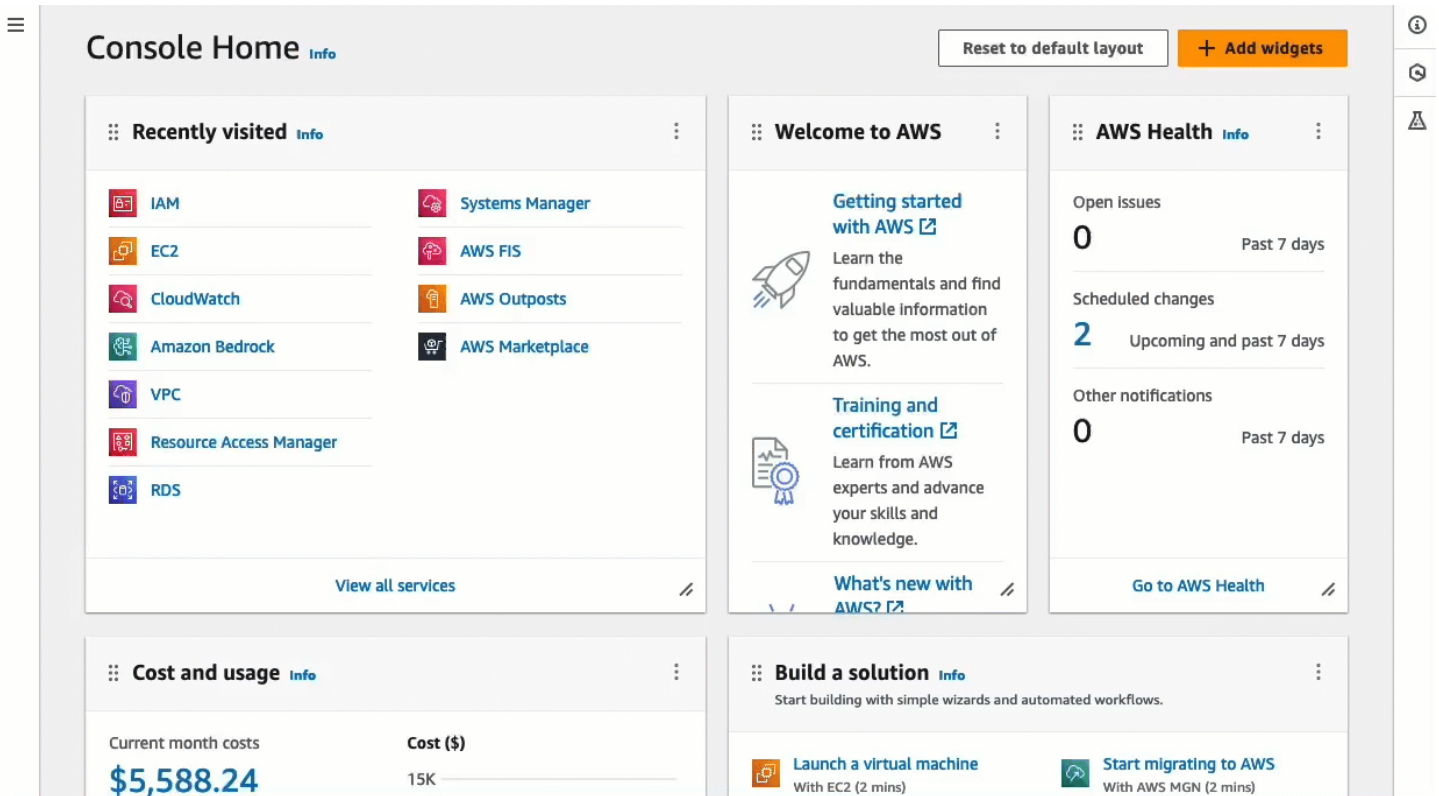 Console Home Info
Reset to default layout
+ Add widgets
Recently visited Info
IAM
EC2
CloudWatch
Amazon Bedrock
VPC
Resource Access Manager
RDS
Systems Manager
AWS FIS
AWS Outposts
AWS Marketplace
View all services
Welcome to AWS
Getting started
with AWS
Learn the
fundamentals and find
valuable information
to get the most out of
AWS.
Training and
certification
Learn from AWS
experts and advance
your skills and
knowledge.
What's new with
AWS?
AWS Health Info
Open issues
0
Past 7 days
Scheduled changes
2
Upcoming and past 7 days
Other notifications
0
Past 7 days
Go to AWS Health
Cost and usage Info
Current month costs
$5,588.24
Cost ($)
15K
Build a solution Info
Start building with simple wizards and automated workflows.
Launch a virtual machine
With EC2 (2 mins)
Start migrating to AWS
With AWS MGN (2 mins)